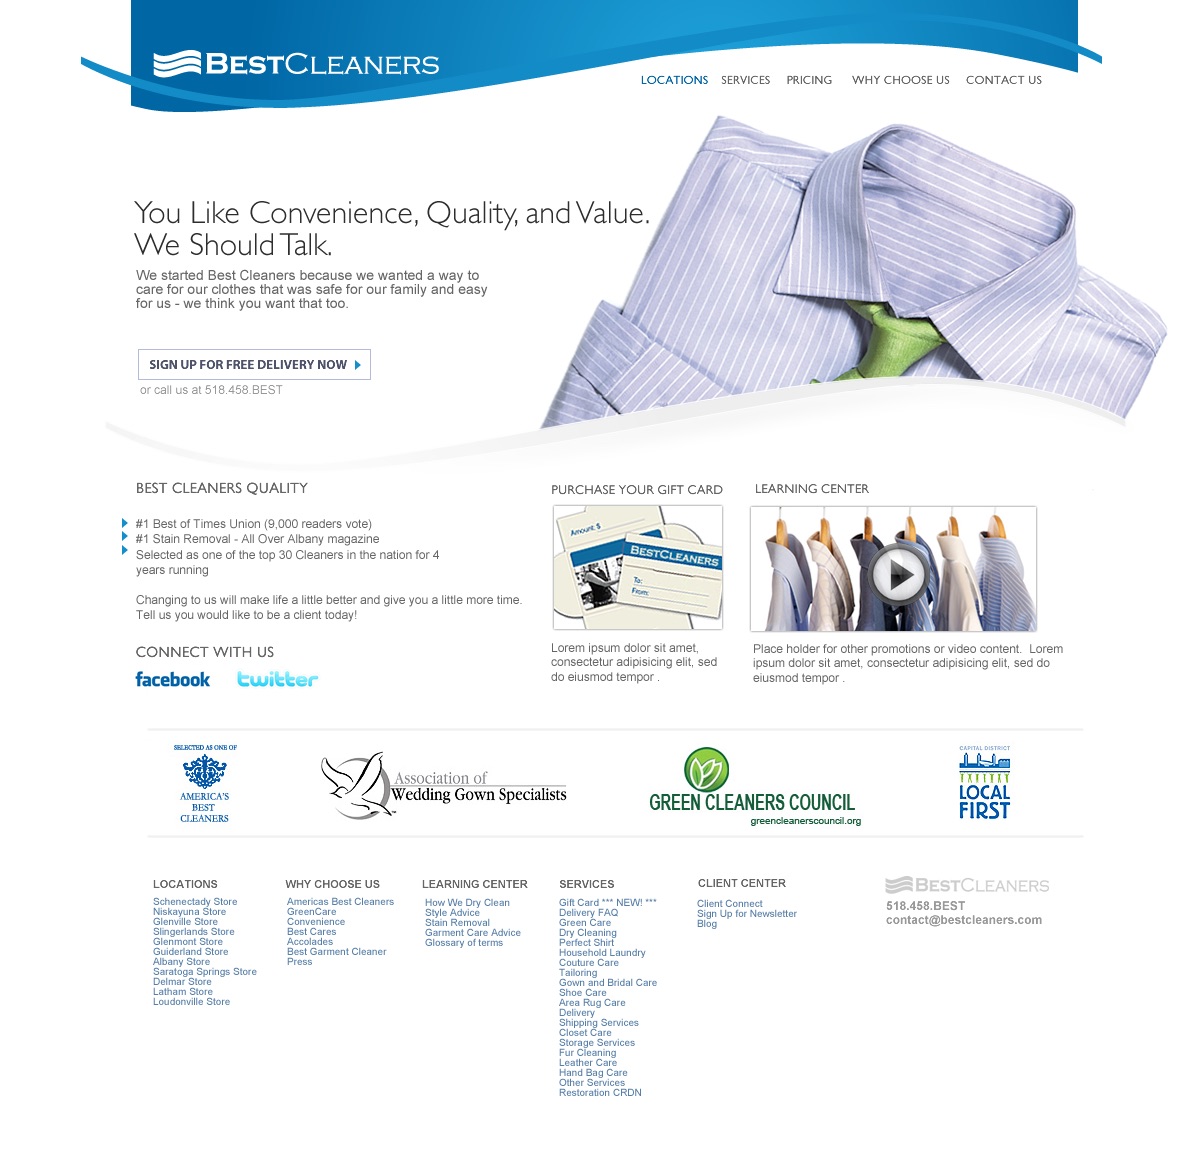 BESTCLEANERS
LOCATIONS SERVICES PRICING WHY CHOOSE US CONTACT US
You Like Convenience, Quality, and Value.
We Should Talk.
We started Best Cleaners because we wanted a way to
care for our clothes that was safe for our family and easy
for us - we think you want that too.
SIGN UP FOR FREE DELIVERY NOW
or call us at 518.458.BEST
BEST CLEANERS QUALITY
#1 Best of Times Union (9,000 readers vote)
#1 Stain Removal - All Over Albany magazine
Selected as one of the top 30 Cleaners in the nation for 4
years running
Changing to us will make life a little better and give you a little more time.
Tell us you would like to be a client today!
CONNECT WITH US
facebook twitter
PURCHASE YOUR GIFT CARD
Amount: $
BESTCLEANERS
To:
From:
Lorem ipsum dolor sit amet,
consectetur adipisicing elit, sed
do eiusmod tempor .
LEARNING CENTER
Place holder for other promotions or video content. Lorem
ipsum dolor sit amet, consectetur adipisicing elit, sed do
eiusmod tempor .
SELECTED AS ONE OF
AMERICA'S
BEST
CLEANERS
Association of
Wedding Gown Specialists
GREEN CLEANERS COUNCIL
greencleanerscouncil.org
CAPITAL DISTRICT
LOCAL
FIRST
LOCATIONS
Schenectady Store
Niskayuna Store
Glenville Store
Slingerlands Store
Glenmont Store
Guiderland Store
Albany Store
Saratoga Springs Store
Delmar Store
Latham Store
Loudonville Store
WHY CHOOSE US
Americas Best Cleaners
GreenCare
Convenience
Best Cares
Accolades
Best Garment Cleaner
Press
LEARNING CENTER
How We Dry Clean
Style Advice
Stain Removal
Garment Care Advice
Glossary of terms
SERVICES
Gift Card *** NEW! ***
Delivery FAQ
Green Care
Dry Cleaning
Perfect Shirt
Household Laundry
Couture Care
Tailoring
Gown and Bridal Care
Shoe Care
Area Rug Care
Delivery
Shipping Services
Closet Care
Storage Services
Fur Cleaning
Leather Care
Hand Bag Care
Other Services
Restoration CRDN
CLIENT CENTER
Client Connect
Sign Up for Newsletter
Blog
BESTCLEANERS
518.458.BEST
contact@bestcleaners.com